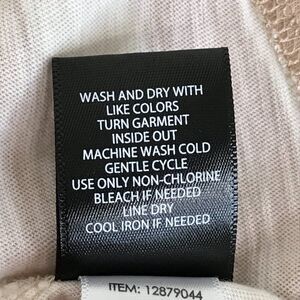 WASH AND DRY WITH
LIKE COLORS
TURN GARMENT
INSIDE OUT
MACHINE WASH COLD
GENTLE CYCLE
USE ONLY NON-CHLORINE
BLEACH IF NEEDED
LINE DRY
COOL IRON IF NEEDED
ITEM: 12879044